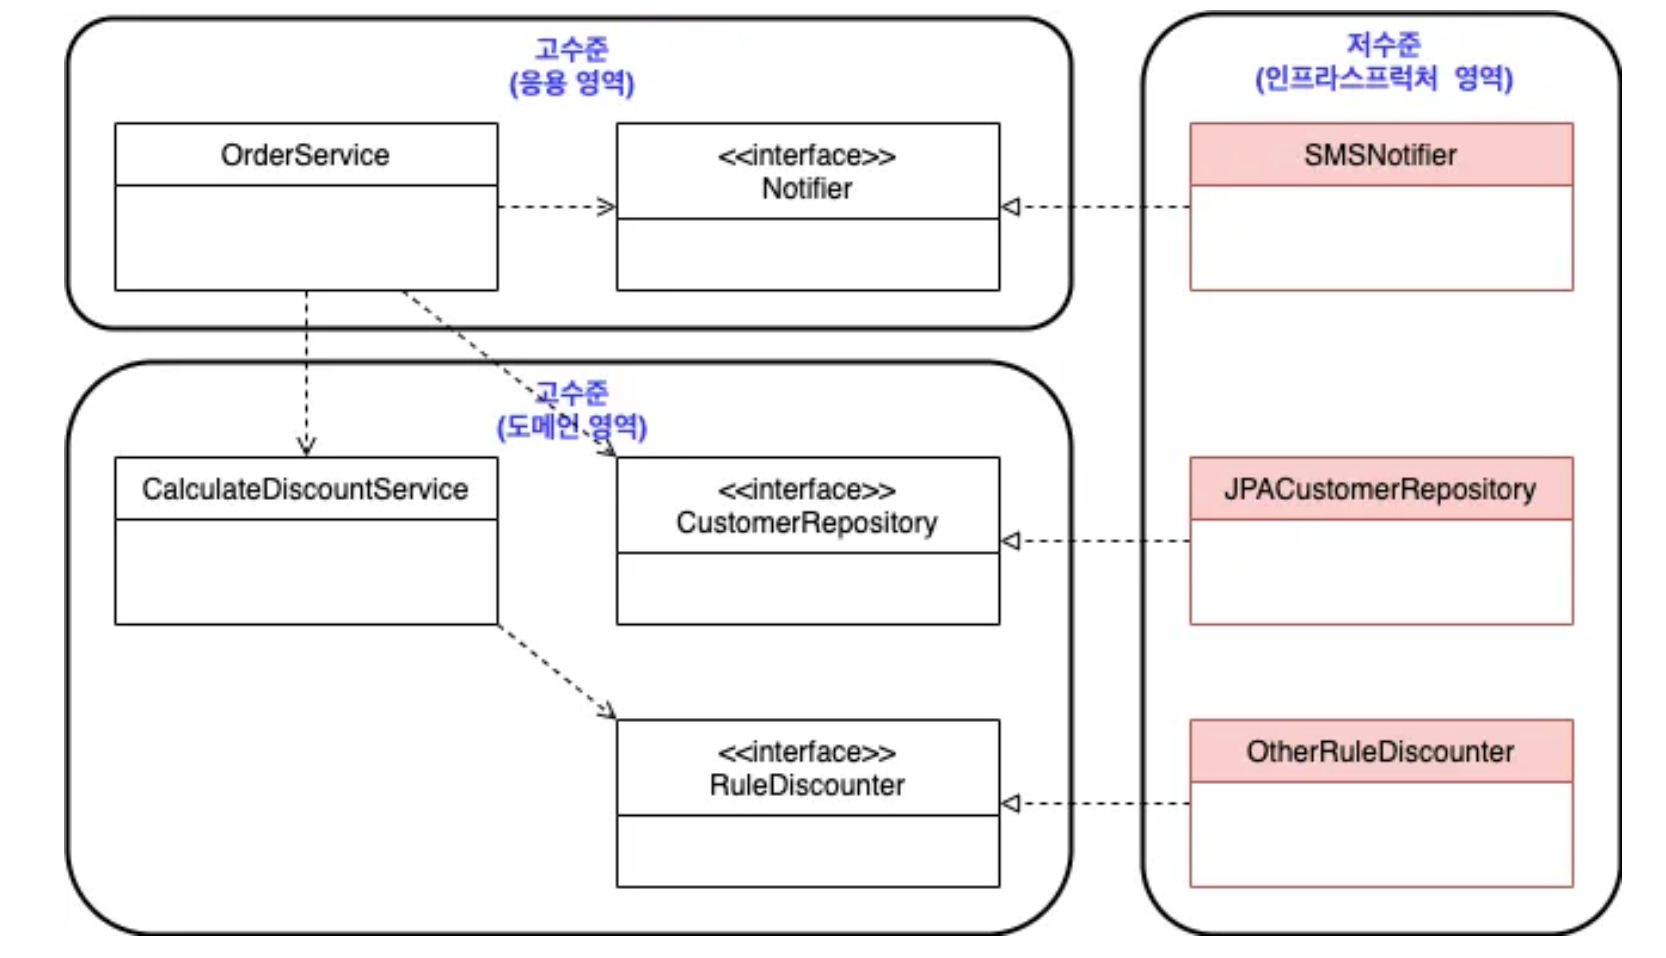 고수준
(응용 영역)
OrderService
<<interface>>
Notifier
저수준
(인프라스프럭처 영역)
SMSNotifier
고수준
(도메인 영역)
CalculateDiscountService
<<interface>>
CustomerRepository
JPACustomerRepository
<<interface>>
RuleDiscounter
OtherRuleDiscounter